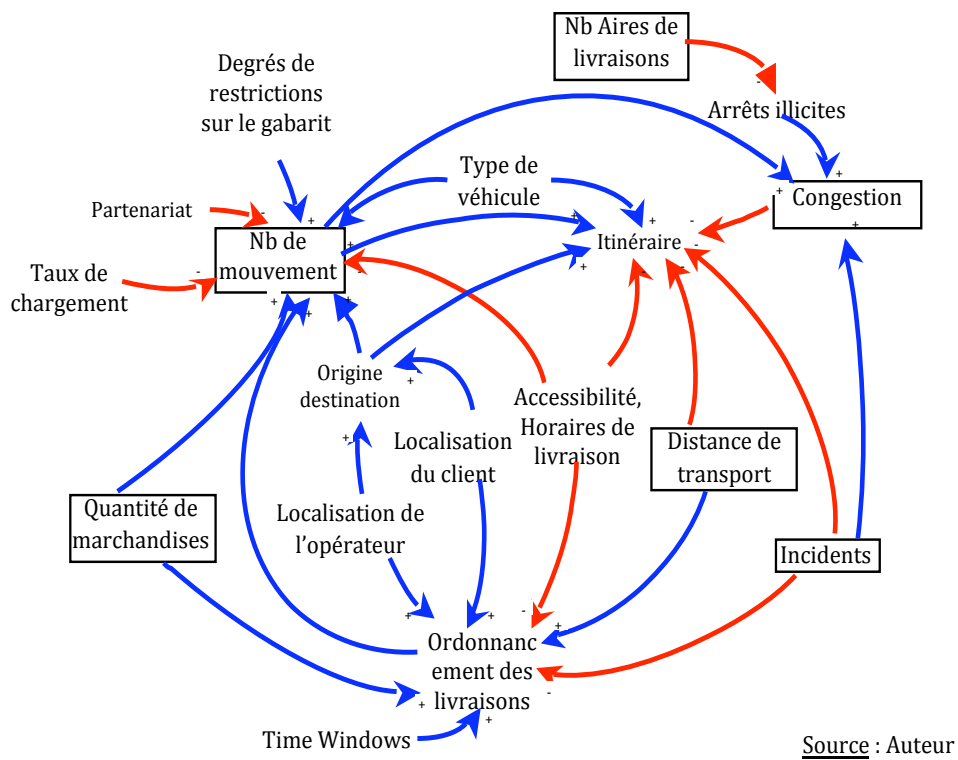 Nb Aires de
livraisons
Degrés de
restrictions
sur le gabarit
-
Arrêts illicites
Type de
véhicule
+
+
+
Congestion
+
Partenariat
-
+
+
+
-
Itinéraire
-
Nb de
mouvement
+
+
-
-
-
Taux de
chargement
-
+
+
+
Origine
destination
+
Accessibilité,
Horaires de
livraison
Localisation
du client
+
Distance de
transport
Quantité de
marchandises
Localisation de
l’opérateur
Incidents
+
+
-
+
Ordonnanc
ement des
livraisons
-
+
+
Time Windows
Source : Auteur